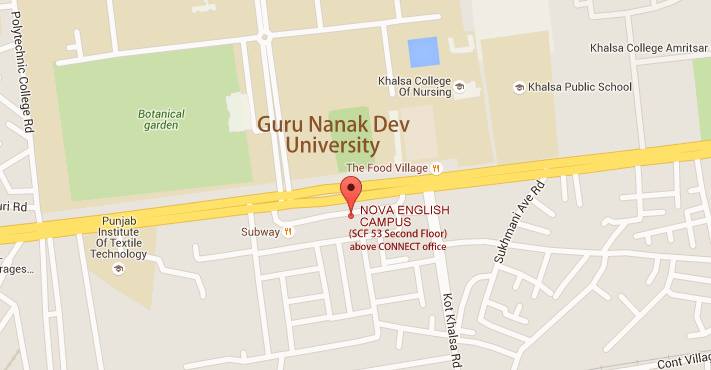 Polytechnic College Rd
Khalsa College Amritsar
Khalsa College
Of Nursing
Khalsa Public School
Botanical
garden
Guru Nanak Dev
University
The Food Village
uri Rd
NOVA ENGLISH
CAMPUS
(SCF 53 Second Floor)
above CONNECT office
Subway
Punjab
Institute
Of Textile
Technology
Sukhmani Ave Rd
erages...
Kot Khalsa Rd
Cont Villag